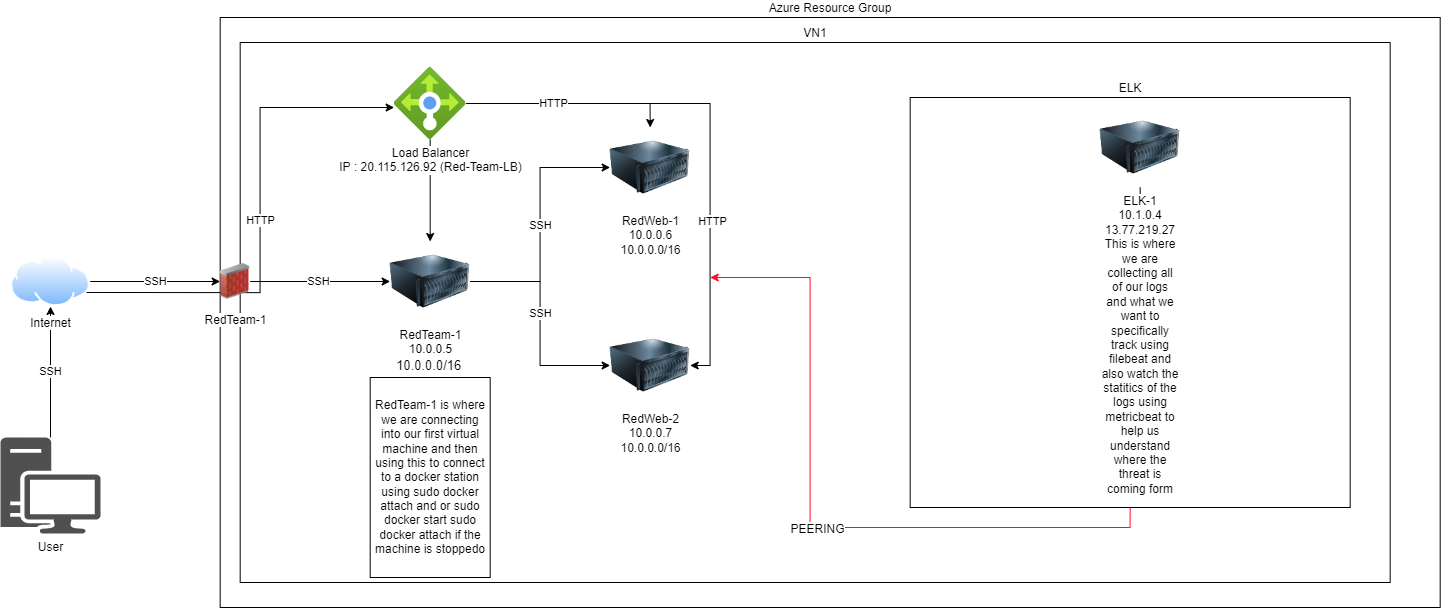 Azure Resource Group
VN1
ELK
HTTP
Load Balancer
IP : 20.115.126.92 (Red-Team-LB)
HTTP
SSH
RedWeb-1
10.0.0.6
10.0.0.0/16
HTTP
ELK-1
10.1.0.4
13.77.219.27
This is where
we are
collecting all
of our logs
and what we
want to
specifically
track using
filebeat and
also watch the
statitics of the
logs using
metricbeat to
help us
understand
where the
threat is
coming form
SSH
SSH
Internet
RedTeam-1
SSH
RedTeam-1
10.0.0.5
10.0.0.0/16
SSH
RedTeam-1 is where
we are connecting
into our first virtual
machine and then
using this to connect
to a docker station
using sudo docker
attach and or sudo
docker start sudo
docker attach if the
machine is stoppedo
RedWeb-2
10.0.0.7
10.0.0.0/16
PEERING
SSH
User